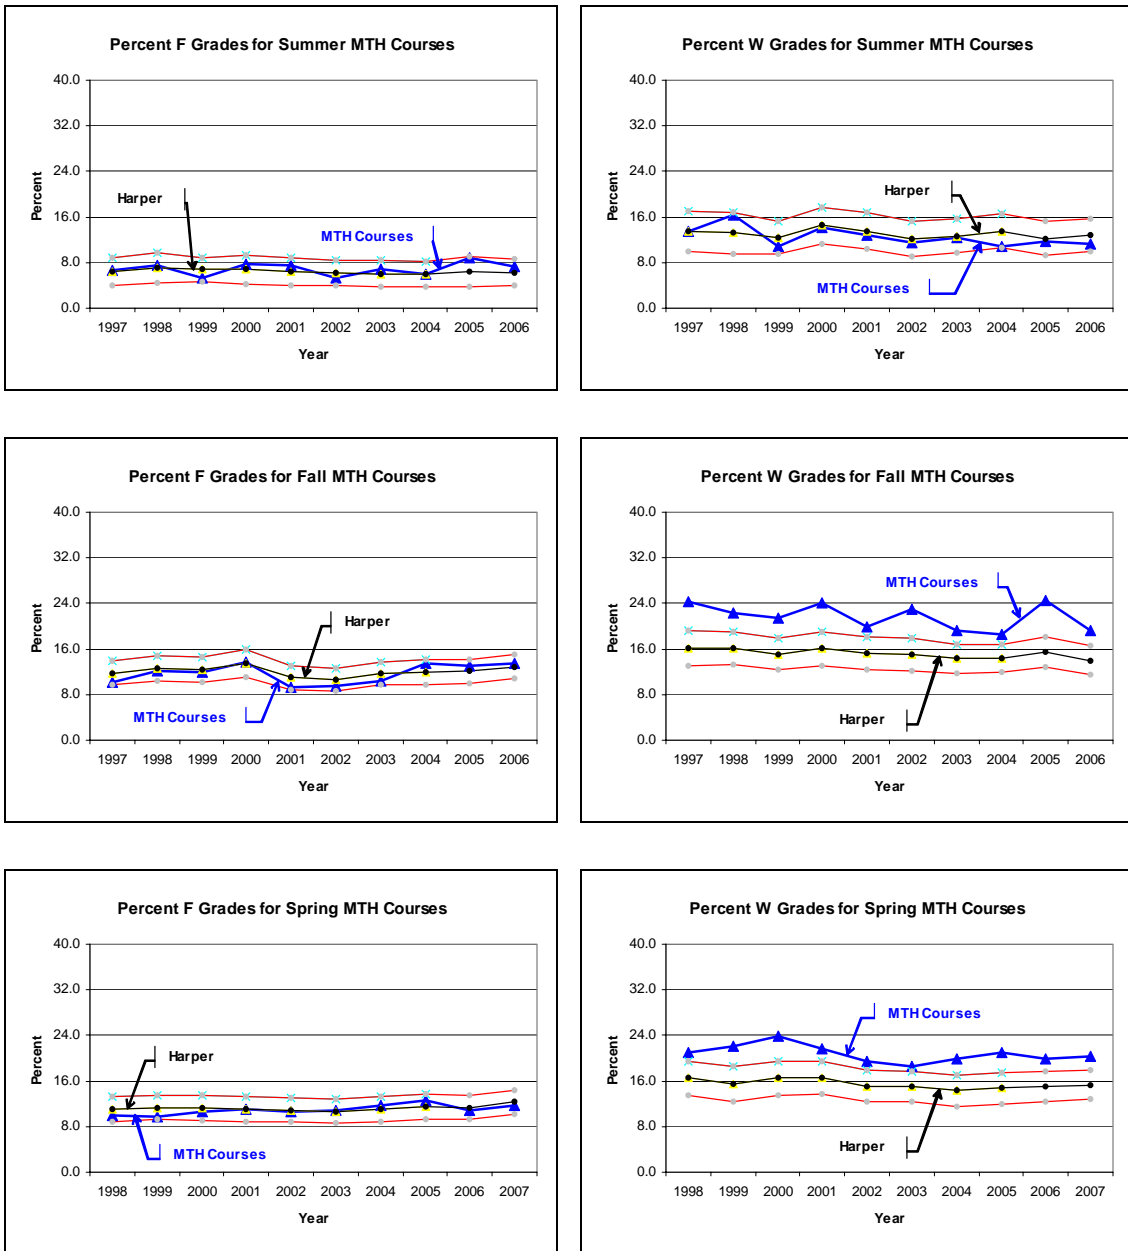 Percent F Grades for Summer MTH Courses
40.0
32.0
24.0
16.0
8.0
0.0
Percent
Harper
MTH Courses
1997 1998 1999 2000 2001 2002 2003 2004 2005 2006
Year
Percent W Grades for Summer MTH Courses
40.0
32.0
24.0
16.0
8.0
0.0
Percent
Harper
MTH Courses
1997 1998 1999 2000 2001 2002 2003 2004 2005 2006
Year
Percent F Grades for Fall MTH Courses
40.0
32.0
24.0
16.0
8.0
0.0
Percent
Harper
MTH Courses
1997 1998 1999 2000 2001 2002 2003 2004 2005 2006
Year
Percent W Grades for Fall MTH Courses
40.0
32.0
24.0
16.0
8.0
0.0
Percent
MTH Courses
Harper
1997 1998 1999 2000 2001 2002 2003 2004 2005 2006
Year
Percent F Grades for Spring MTH Courses
40.0
32.0
24.0
16.0
8.0
0.0
Percent
Harper
MTH Courses
1998 1999 2000 2001 2002 2003 2004 2005 2006 2007
Year
Percent W Grades for Spring MTH Courses
40.0
32.0
24.0
16.0
8.0
0.0
Percent
MTH Courses
Harper
1998 1999 2000 2001 2002 2003 2004 2005 2006 2007
Year